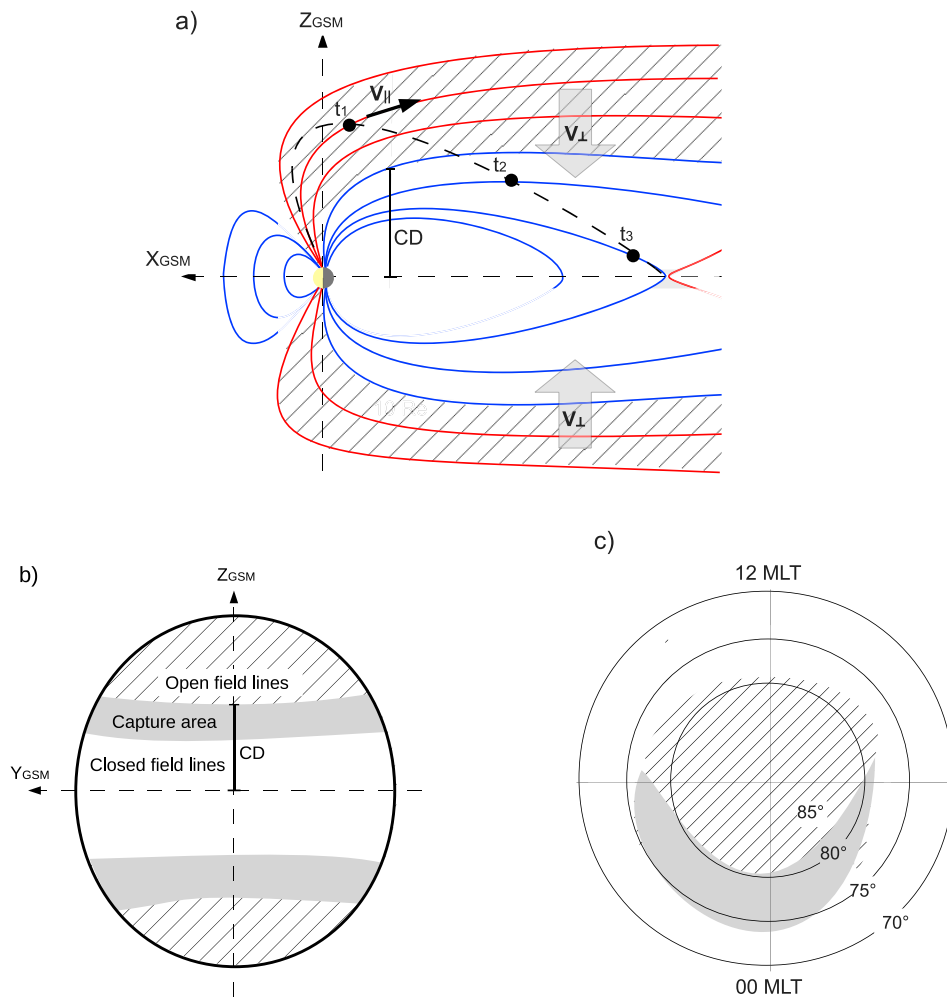 a)
ZGSM
V||
t1
V⊥
t2
CD
t3
XGSM
V⊥
b)
ZGSM
Open field lines
Capture area
CD
Closed field lines
YGSM
c)
12 MLT
85°
80°
75°
70°
00 MLT